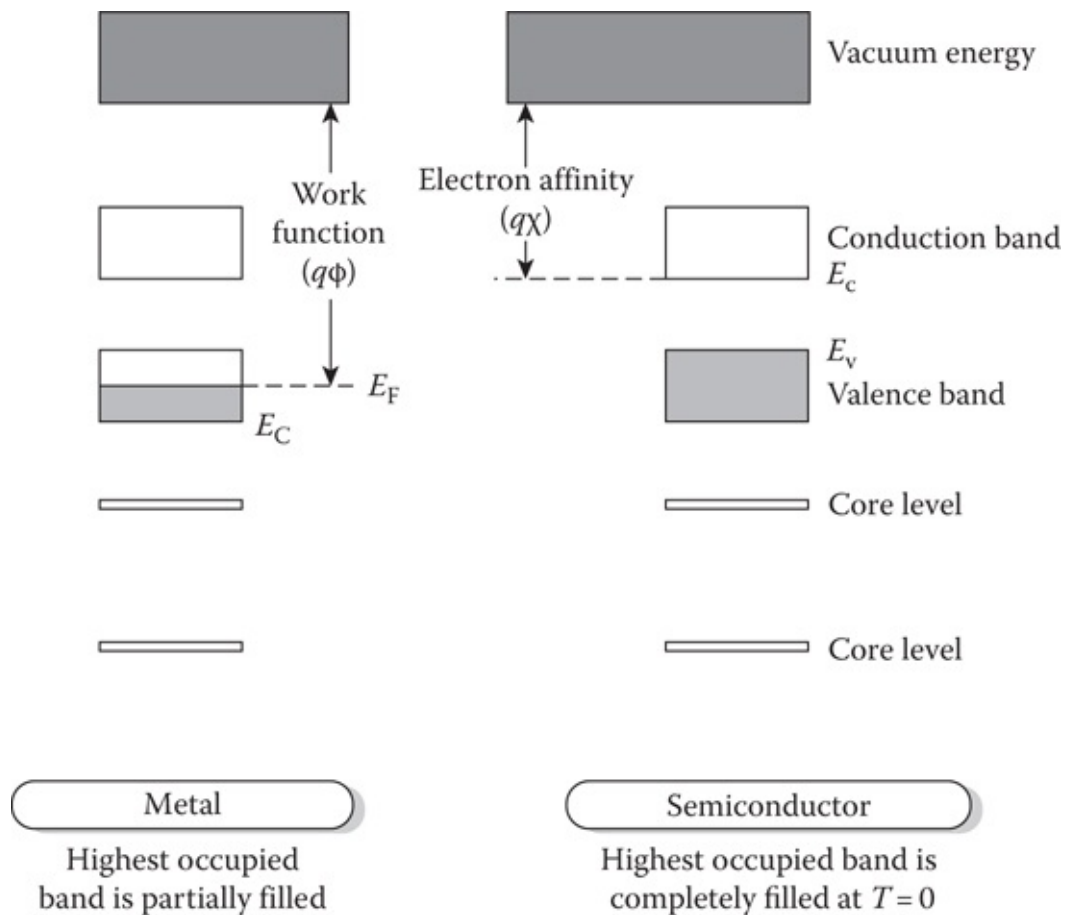 Vacuum energy
Work
function
(qϕ)
Electron affinity
(qχ)
Conduction band
E_c
E_v
Valence band
E_F
E_C
Core level
Core level
Metal
Semiconductor
Highest occupied
band is partially filled
Highest occupied band is
completely filled at T = 0